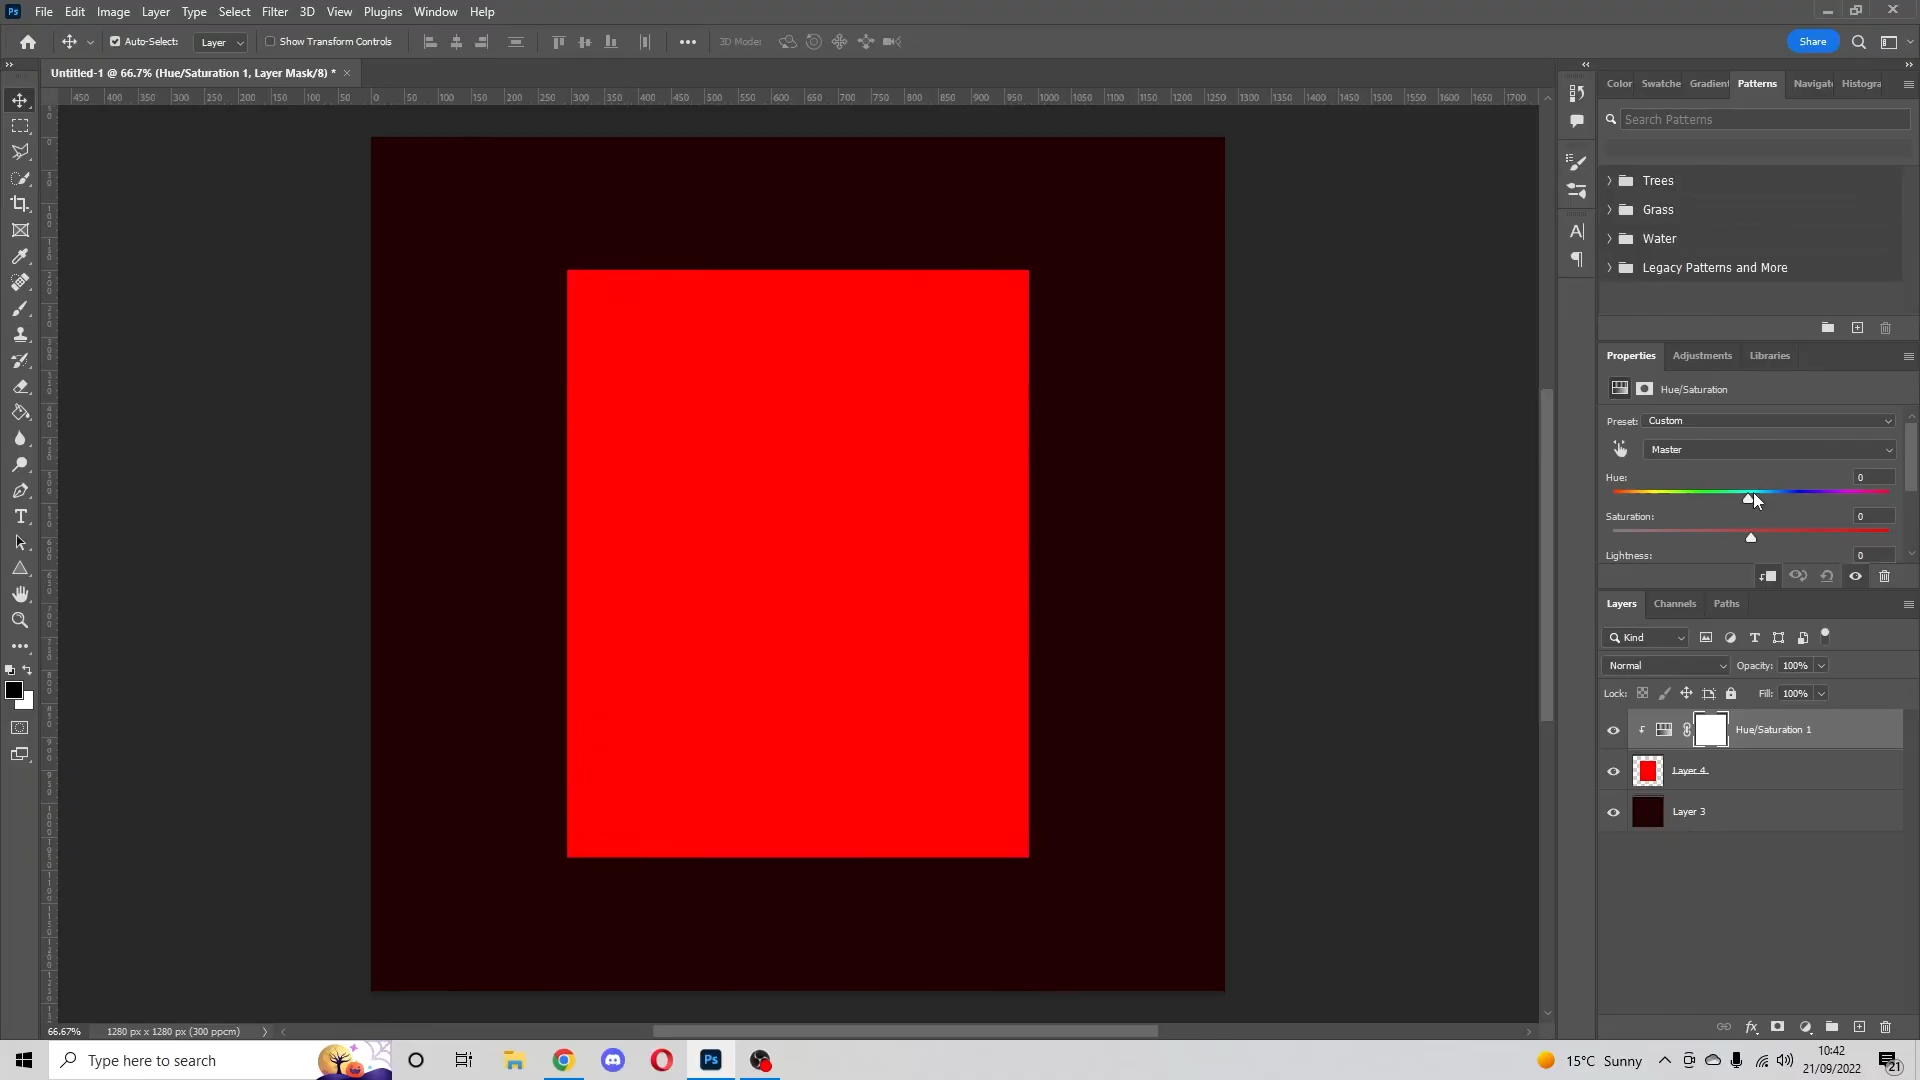 Ps File Edit Image Layer Type Select Filter 3D View Plugins Window Help
Auto-Select: Layer Show Transform Controls 3D Mode: Share
Untitled-1 @ 66.7% (Hue/Saturation 1, Layer Mask/8) *
450 400 350 300 250 200 150 100 50 0 50 100 150 200 250 300 350 400 450 500 550 600 650 700 750 800 850 900 950 1000 1050 1100 1150 1200 1250 1300 1350 1400 1450 1500 1550 1600 1650 1700
Color Swatche Gradient Patterns Navigat Histogra
Search Patterns
Trees
Grass
Water
Legacy Patterns and More
Properties Adjustments Libraries
Hue/Saturation
Preset: Custom
Master
Hue: 0
Saturation: 0
Lightness: 0
Layers Channels Paths
Kind
Normal Opacity: 100%
Lock: Fill: 100%
Hue/Saturation 1
Layer 4
Layer 3
66.67% 1280 px x 1280 px (300 ppcm)
Type here to search
Ps
15°C Sunny
10:42
21/09/2022
21